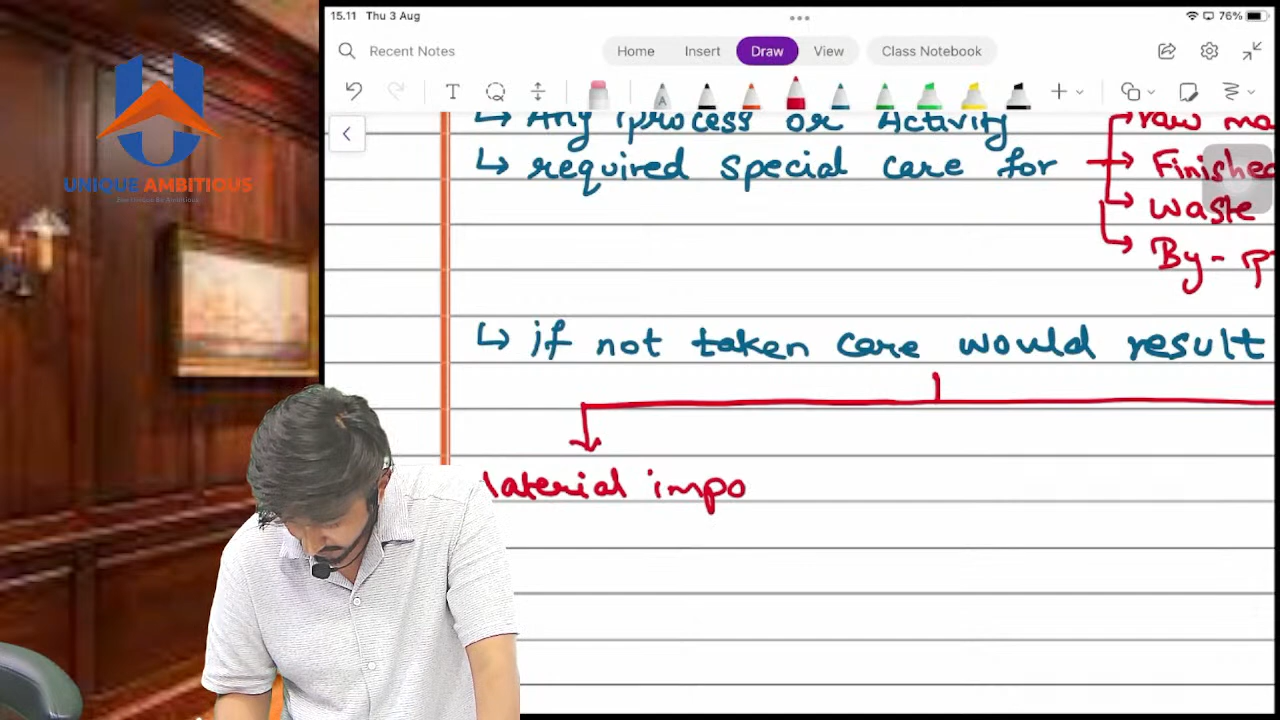 15.11 Thu 3 Aug
76%
Recent Notes
Home Insert Draw View Class Notebook
UNIQUE AMBITIOUS
↳ Any process or Activity
→ raw ma
↳ required special care for
→ Finished
→ waste
→ By-p
↳ if not taken care would result
Material impo